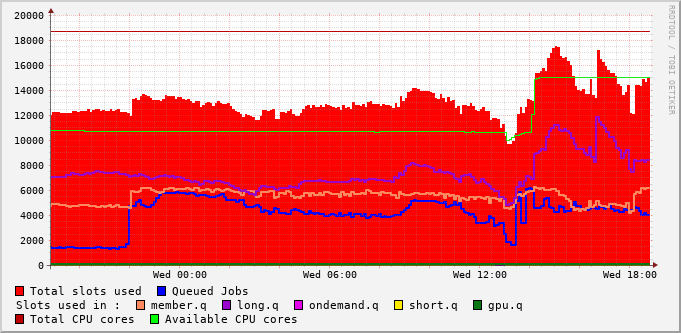 20000
18000
16000
14000
12000
10000
8000
6000
4000
2000
0
Wed 00:00 Wed 06:00 Wed 12:00 Wed 18:00
Total slots used Queued Jobs
Slots used in : member.q long.q ondemand.q short.q gpu.q
Total CPU cores Available CPU cores
RRDTOOL / TOBI OETIKER